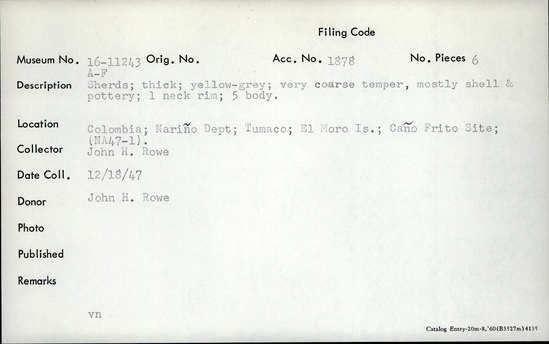 Filing Code
Museum No. 16-11243 Orig. No. Acc. No. 1878 No. Pieces 6
A-F
Description Sherds; thick; yellow-grey; very coarse temper, mostly shell &
pottery; 1 neck rim; 5 body.
Location Colombia; Nariño Dept; Tumaco; El Moro Is.; Caño Frito Site;
(NA47-1).
Collector John H. Rowe
Date Coll. 12/18/47
Donor John H. Rowe
Photo
Published
Remarks
vn
Catalog Entry-20m-8,'60(B3527m)4135